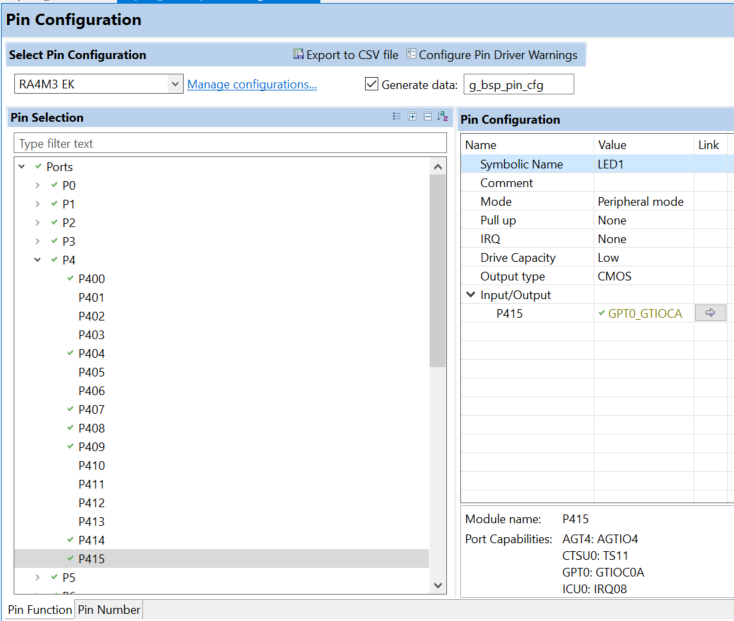 Pin Configuration
Select Pin Configuration
Export to CSV file
Configure Pin Driver Warnings
RA4M3 EK
Manage configurations...
Generate data:
g_bsp_pin_cfg
Pin Selection
Type filter text
Ports
P0
P1
P2
P3
P4
P400
P401
P402
P403
P404
P405
P406
P407
P408
P409
P410
P411
P412
P413
P414
P415
P5
Pin Function
Pin Number
Pin Configuration
Name Value Link
Symbolic Name LED1
Comment
Mode Peripheral mode
Pull up None
IRQ None
Drive Capacity Low
Output type CMOS
Input/Output
P415 GPT0_GTIOCA
Module name: P415
Port Capabilities: AGT4: AGTIO4
CTSU0: TS11
GPT0: GTIOC0A
ICU0: IRQ08